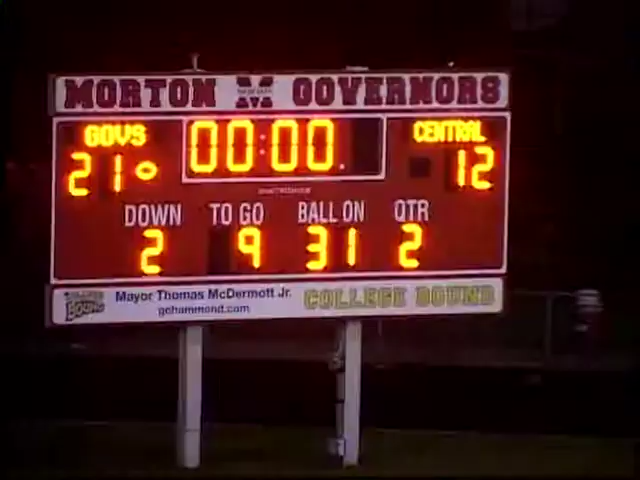 MORTON M GOVERNORS
GOVS 00:00 CENTRAL
21 12
DOWN TO GO BALL ON QTR
2 9 31 2
BOUND Mayor Thomas McDermott Jr. COLLEGE BOUND
gohammond.com